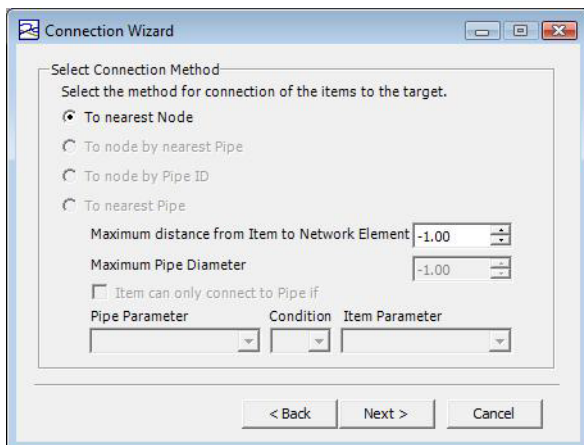 Connection Wizard
Select Connection Method
Select the method for connection of the items to the target.
To nearest Node
To node by nearest Pipe
To node by Pipe ID
To nearest Pipe
Maximum distance from Item to Network Element -1.00
Maximum Pipe Diameter -1.00
Item can only connect to Pipe if
Pipe Parameter Condition Item Parameter
< Back Next > Cancel